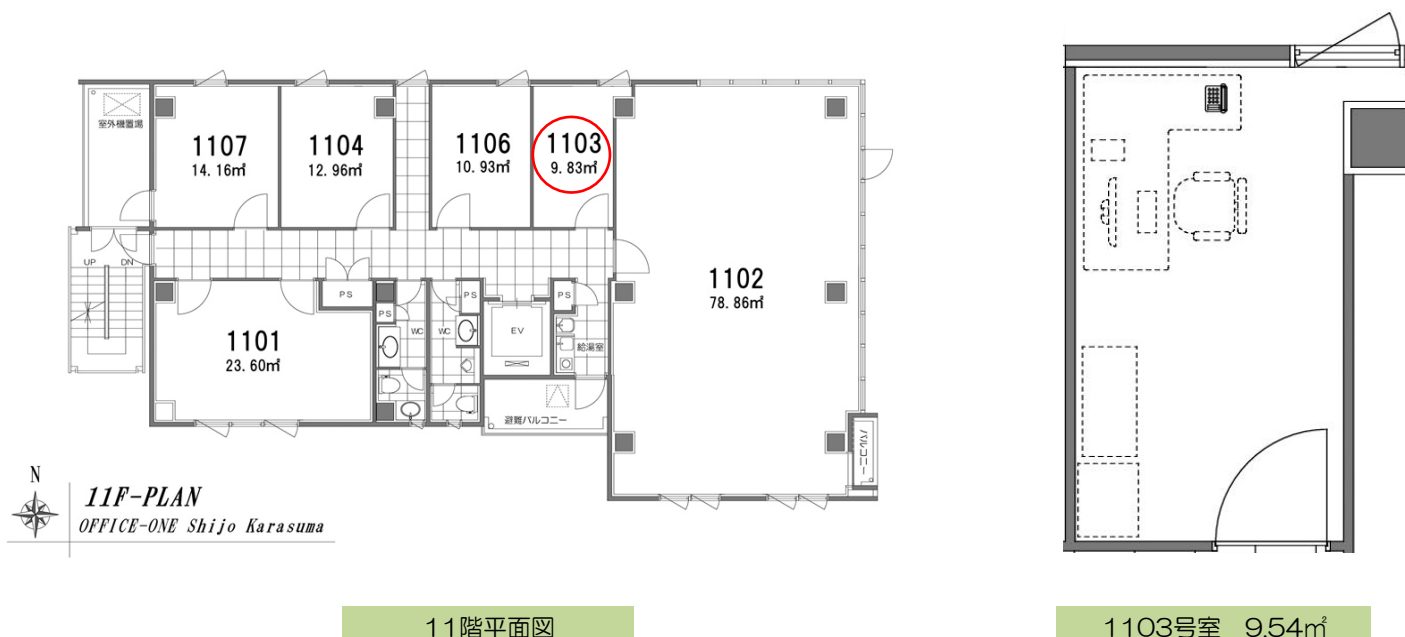 室外機置場
1107
14.16㎡
1104
12.96㎡
1106
10.93㎡
1103
9.83㎡
UP
DN
PS
1101
23.60㎡
PS
WC
WC
PS
EV
PS
給湯室
避難バルコニー
1102
78.86㎡
バルコニー
N
11F-PLAN
OFFICE-ONE Shijo Karasuma
11階平面図
1103号室 9.54㎡